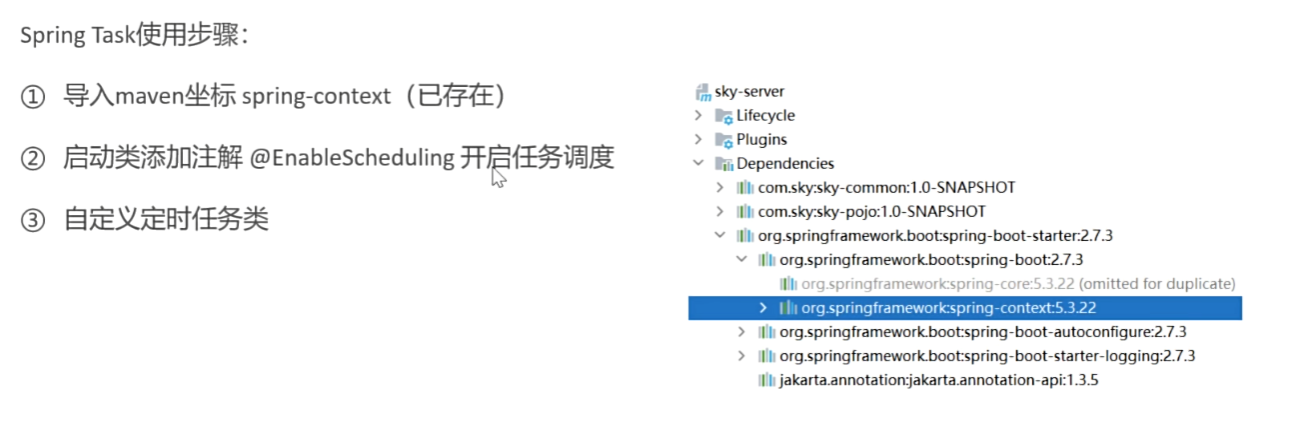 Spring Task使用步骤：
① 导入maven坐标 spring-context（已存在）
② 启动类添加注解 @EnableScheduling 开启任务调度
③ 自定义定时任务类
sky-server
Lifecycle
Plugins
Dependencies
com.sky:sky-common:1.0-SNAPSHOT
com.sky:sky-pojo:1.0-SNAPSHOT
org.springframework.boot:spring-boot-starter:2.7.3
org.springframework.boot:spring-boot:2.7.3
org.springframework:spring-core:5.3.22 (omitted for duplicate)
org.springframework:spring-context:5.3.22
org.springframework.boot:spring-boot-autoconfigure:2.7.3
org.springframework.boot:spring-boot-starter-logging:2.7.3
jakarta.annotation:jakarta.annotation-api:1.3.5